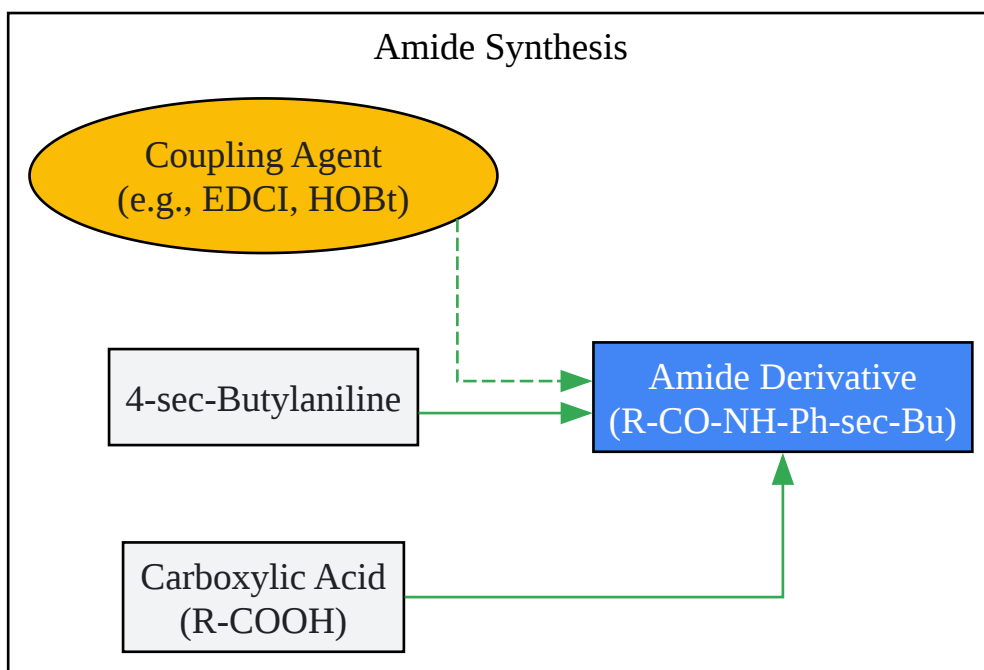 Amide Synthesis
Coupling Agent
(e.g., EDCI, HOBt)
4-sec-Butylaniline
Amide Derivative
(R-CO-NH-Ph-sec-Bu)
Carboxylic Acid
(R-COOH)